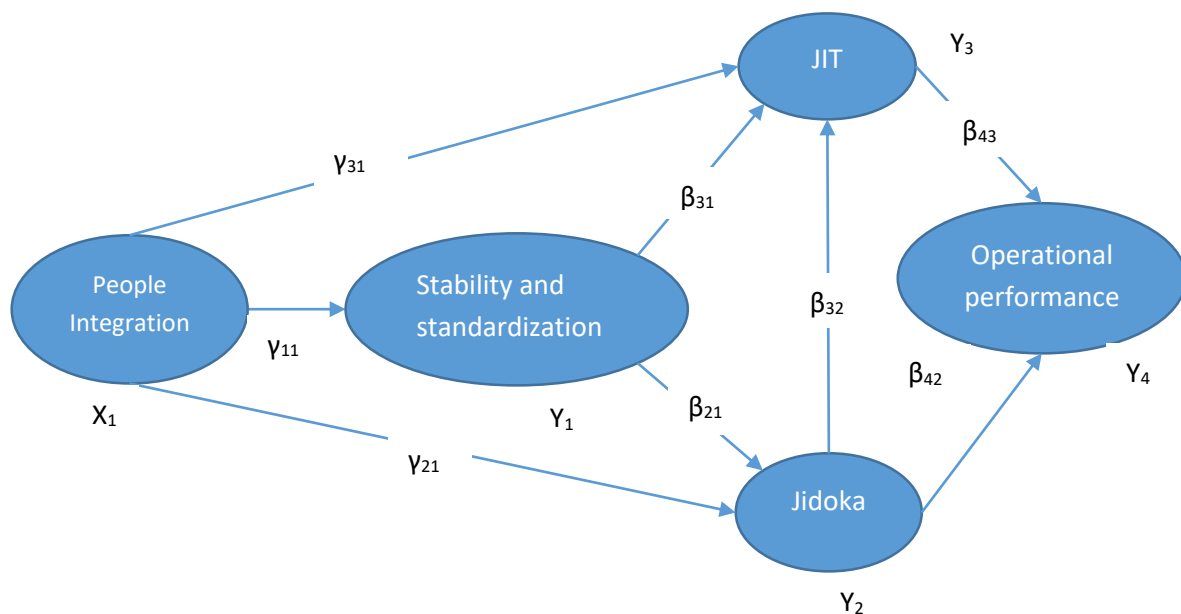 JIT
Y₃
β₄₃
γ₃₁
β₃₁
People
Integration
Stability and
standardization
Operational
performance
γ₁₁
β₃₂
β₄₂
Y₄
X₁
Y₁
β₂₁
γ₂₁
Jidoka
Y₂